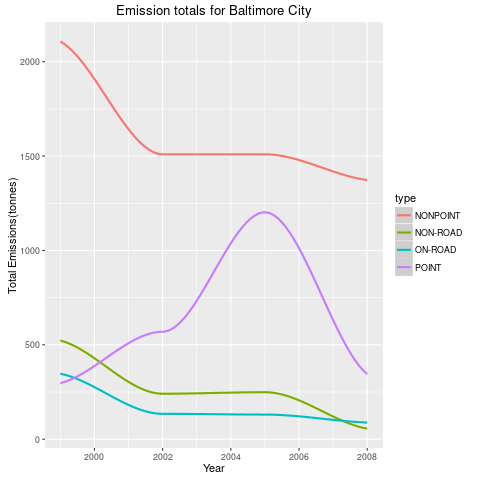 Emission totals for Baltimore City
Total Emissions(tonnes)
2000
1500
1000
500
0
2000
2002
2004
2006
2008
Year
type
NONPOINT
NON-ROAD
ON-ROAD
POINT